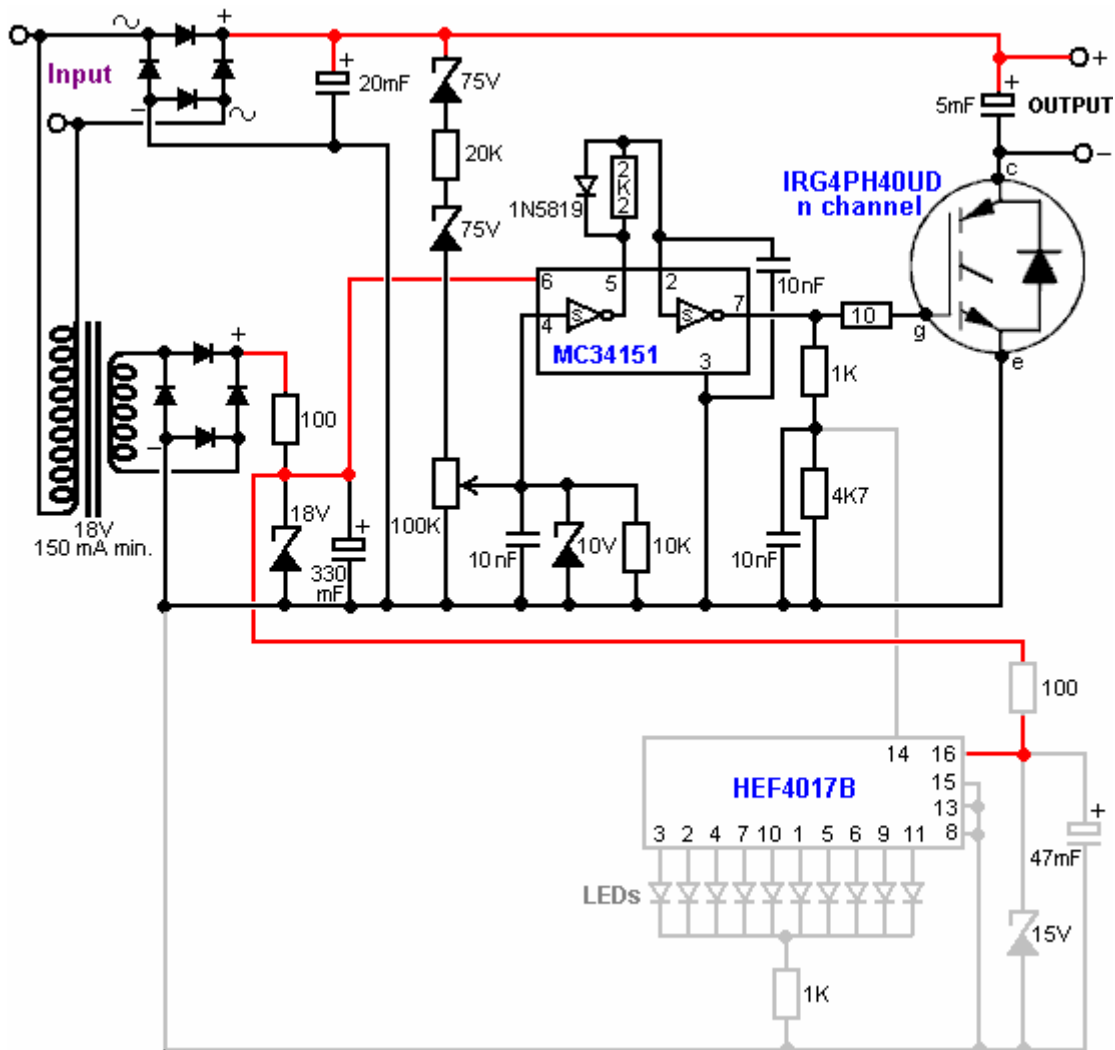 ∼
+
+
+
Input
−
∼
20mF
75V
20K
75V
5mF
OUTPUT
−
c
IRG4PH40UD
n channel
2K2
1N5819
6
5
2
7
10nF
4
S
S
10
g
MC34151
3
e
1K
+
−
100
4K7
18V
150 mA min.
18V
+
330
mF
100K
10nF
10V
10K
10nF
100
14
16
HEF4017B
15
13
8
3 2 4 7 10 1 5 6 9 11
+
47mF
LEDs
15V
1K